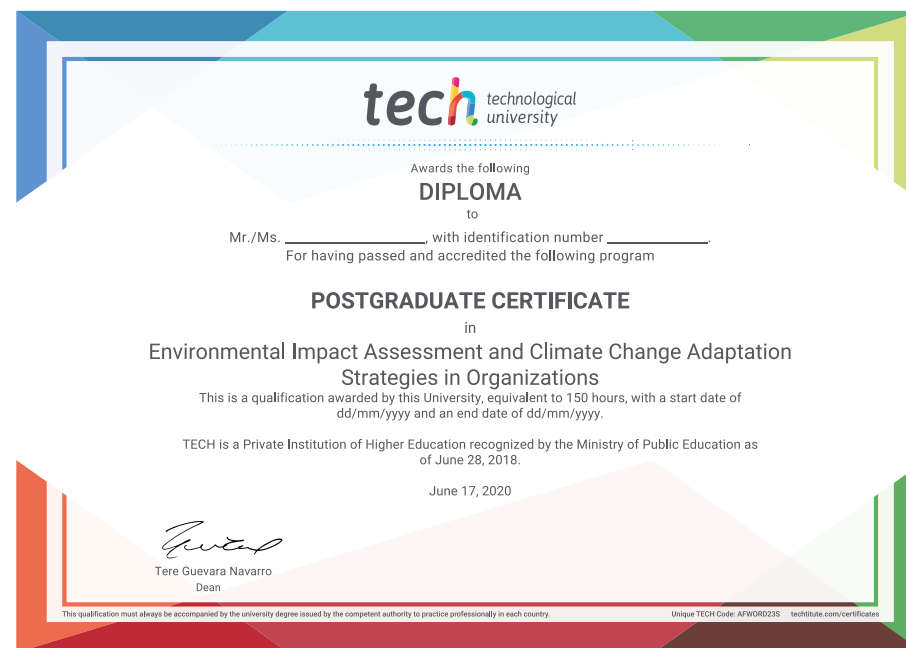 tech technological
university
Awards the following
DIPLOMA
to
Mr./Ms. ____________________, with identification number ______________.
For having passed and accredited the following program
POSTGRADUATE CERTIFICATE
in
Environmental Impact Assessment and Climate Change Adaptation
Strategies in Organizations
This is a qualification awarded by this University, equivalent to 150 hours, with a start date of
dd/mm/yyyy and an end date of dd/mm/yyyy.
TECH is a Private Institution of Higher Education recognized by the Ministry of Public Education as
of June 28, 2018.
June 17, 2020
Tere Guevara Navarro
Dean
This qualification must always be accompanied by the university degree issued by the competent authority to practice professionally in each country. Unique TECH Code: AFWORD23S techtitute.com/certificates